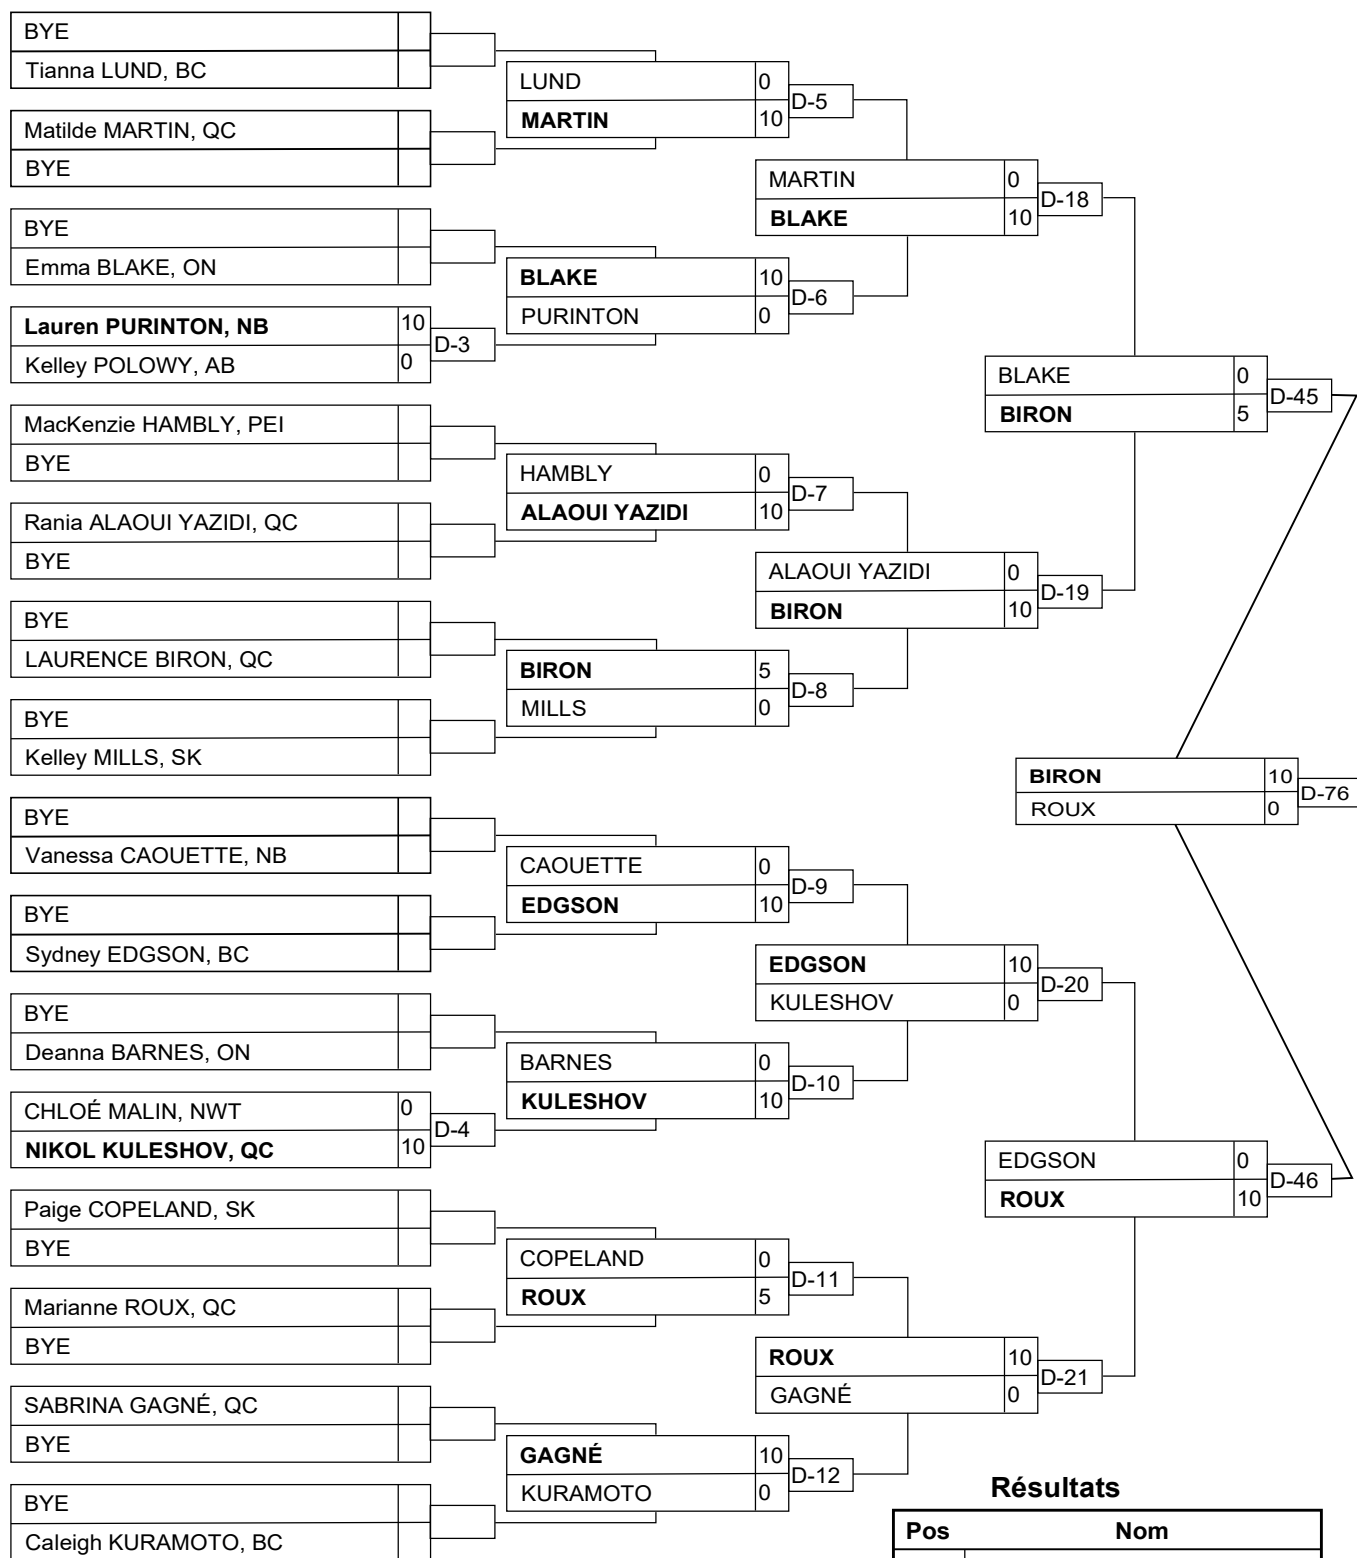 BYE
Tianna LUND, BC
Matilde MARTIN, QC
BYE
BYE
Emma BLAKE, ON
Lauren PURINTON, NB 10
Kelley POLOWY, AB 0
D-3
MacKenzie HAMBLY, PEI
BYE
Rania ALAOUI YAZIDI, QC
BYE
BYE
LAURENCE BIRON, QC
BYE
Kelley MILLS, SK
BYE
Vanessa CAOUETTE, NB
BYE
Sydney EDGSON, BC
BYE
Deanna BARNES, ON
CHLOÉ MALIN, NWT 0
NIKOL KULESHOV, QC 10
D-4
Paige COPELAND, SK
BYE
Marianne ROUX, QC
BYE
SABRINA GAGNÉ, QC
BYE
BYE
Caleigh KURAMOTO, BC
LUND 0
MARTIN 10
D-5
BLAKE 10
PURINTON 0
D-6
HAMBLY 0
ALAOUI YAZIDI 10
D-7
BIRON 5
MILLS 0
D-8
CAOUETTE 0
EDGSON 10
D-9
BARNES 0
KULESHOV 10
D-10
COPELAND 0
ROUX 5
D-11
GAGNÉ 10
KURAMOTO 0
D-12
MARTIN 0
BLAKE 10
D-18
ALAOUI YAZIDI 0
BIRON 10
D-19
EDGSON 10
KULESHOV 0
D-20
ROUX 10
GAGNÉ 0
D-21
BLAKE 0
BIRON 5
D-45
EDGSON 0
ROUX 10
D-46
BIRON 10
ROUX 0
D-76
Résultats
Pos Nom